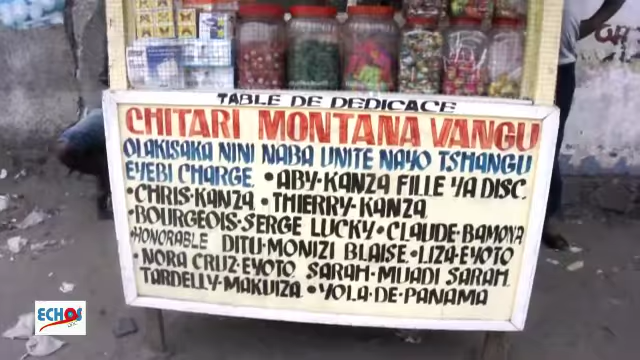 TABLE DE DEDICACE
CHITARI MONTANA VANGU
OLAKISAKA NINI NABA UNITE NAYO TSHANGU
EYEBI CHARGE. •ABY-KANZA FILLE YA DISC.
•CHRIS-KANZA. •THIERRY-KANZA.
•BOURGEOIS-SERGE LUCKY•CLAUDE-BAMOYA
•HONORABLE DITU-MONIZI BLAISE.•LIZA-EYOTO
•NORA CRUZ-EYOTO SARAH-MUADI SARAH.
TARDELLY-MAKUIZA. •YOLA-DE-PANAMA
ECHOS